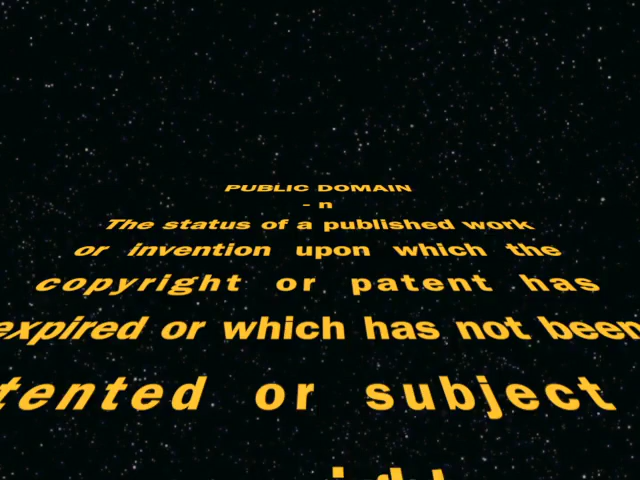 PUBLIC DOMAIN
- n
The status of a published work
or invention upon which the
copyright or patent has
expired or which has not been
tented or subject